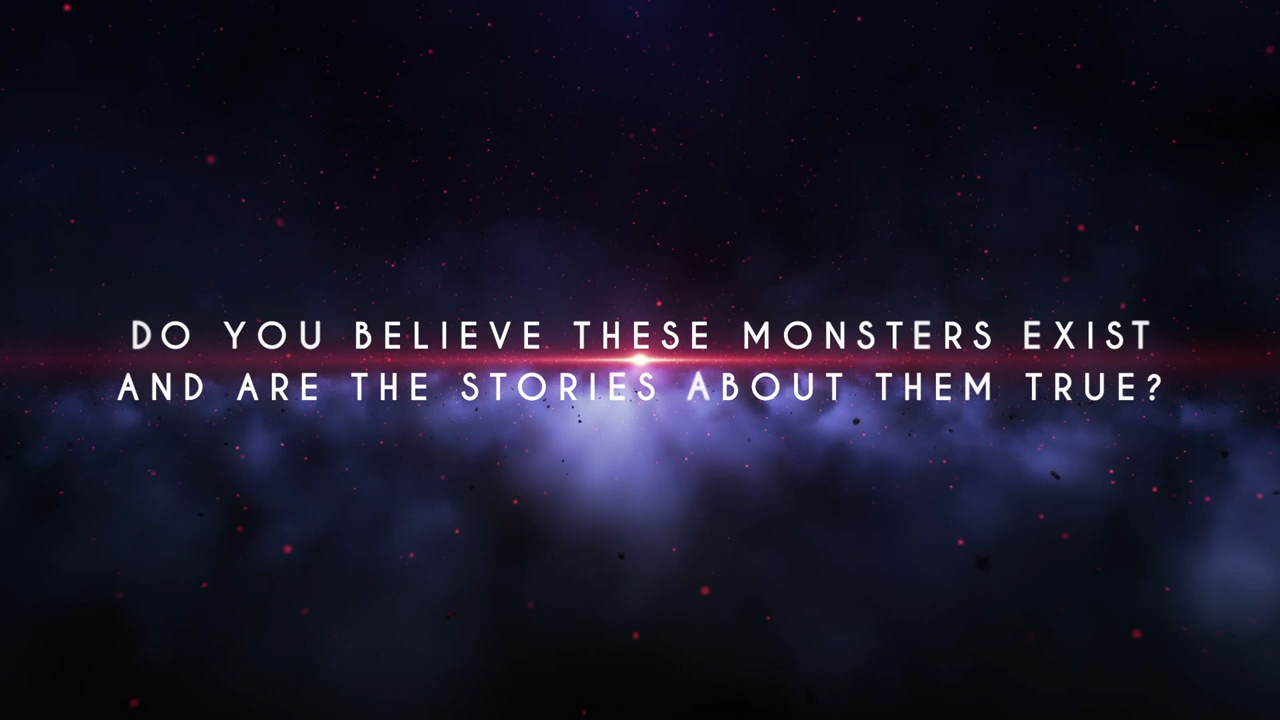 DO YOU BELIEVE THESE MONSTERS EXIST
AND ARE THE STORIES ABOUT THEM TRUE?